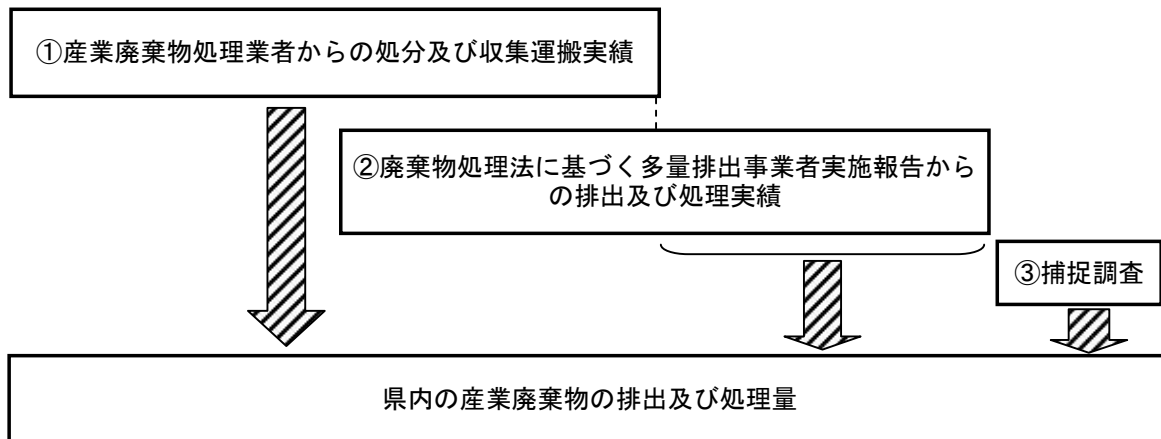 ①産業廃棄物処理業者からの処分及び収集運搬実績
②廃棄物処理法に基づく多量排出事業者実施報告から
の排出及び処理実績
③捕捉調査
県内の産業廃棄物の排出及び処理量